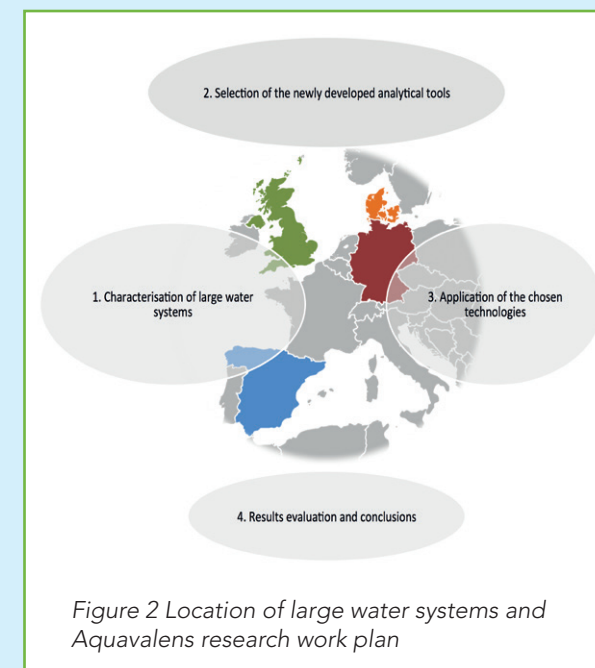 2. Selection of the newly developed analytical tools
1. Characterisation of large water
systems
3. Application of the chosen
technologies
4. Results evaluation and conclusions
Figure 2 Location of large water systems and
Aquavalens research work plan